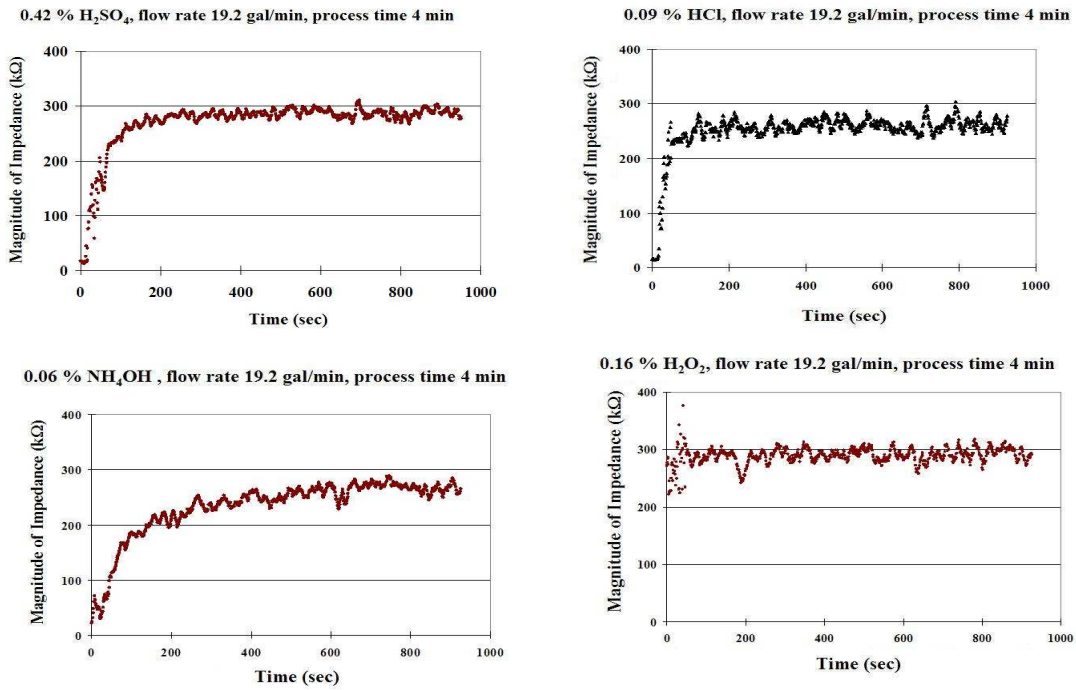 0.42 % H₂SO₄, flow rate 19.2 gal/min, process time 4 min
Magnitude of Impedance (kΩ)
400
300
200
100
0
0 200 400 600 800 1000
Time (sec)
0.09 % HCl, flow rate 19.2 gal/min, process time 4 min
Magnitude of Impedance (kΩ)
400
300
200
100
0
0 200 400 600 800 1000
Time (sec)
0.06 % NH₄OH , flow rate 19.2 gal/min, process time 4 min
Magnitude of Impedance (kΩ)
400
300
200
100
0
0 200 400 600 800 1000
Time (sec)
0.16 % H₂O₂, flow rate 19.2 gal/min, process time 4 min
Magnitude of Impedance (kΩ)
400
300
200
100
0
0 200 400 600 800 1000
Time (sec)